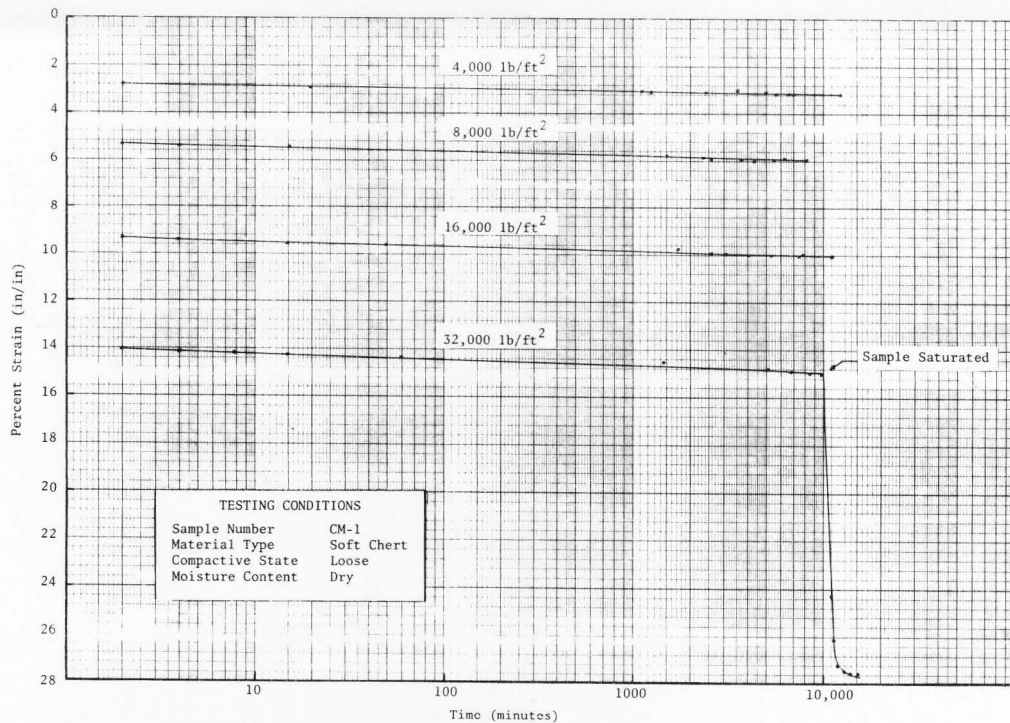 0
2
4
6
8
10
12
14
16
18
20
22
24
26
28
Percent Strain (in/in)
4,000 lb/ft²
8,000 lb/ft²
16,000 lb/ft²
32,000 lb/ft²
Sample Saturated
TESTING CONDITIONS
Sample Number CM-1
Material Type Soft Chert
Compactive State Loose
Moisture Content Dry
10
100
1000
10,000
Time (minutes)